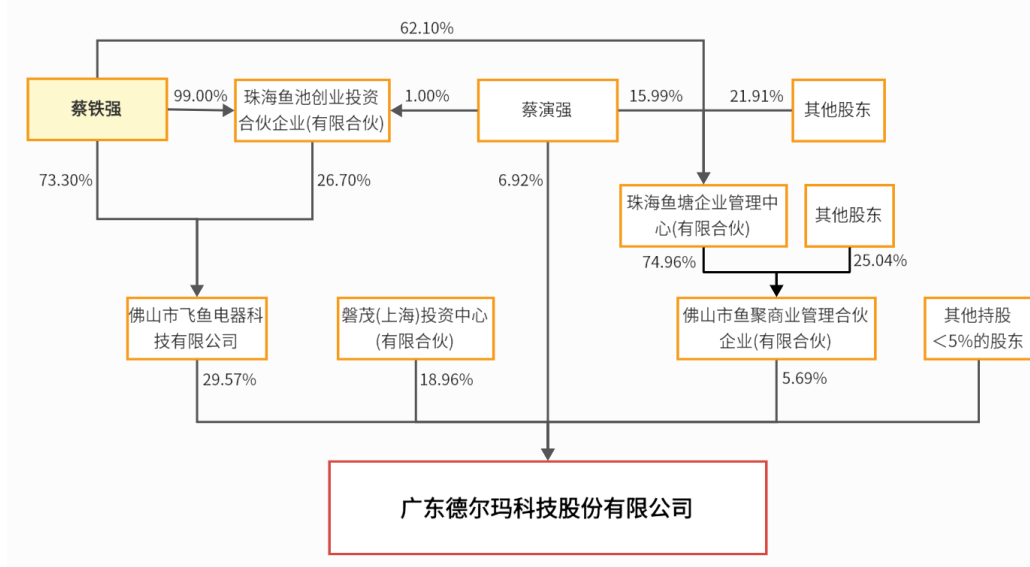 62.10%
蔡铁强
99.00%
珠海鱼池创业投资
合伙企业(有限合伙)
1.00%
蔡演强
15.99%
21.91%
其他股东
73.30%
26.70%
6.92%
珠海鱼塘企业管理中
心(有限合伙)
其他股东
74.96%
25.04%
佛山市飞鱼电器科
技有限公司
磐茂(上海)投资中心
(有限合伙)
佛山市鱼聚商业管理合伙
企业(有限合伙)
其他持股
＜5%的股东
29.57%
18.96%
5.69%
广东德尔玛科技股份有限公司